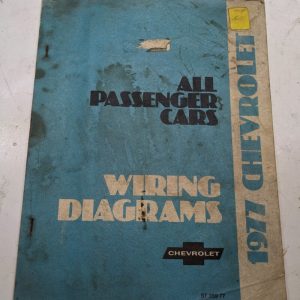 ALL
PASSENGER
CARS
WIRING
DIAGRAMS
CHEVROLET
1977 CHEVROLET